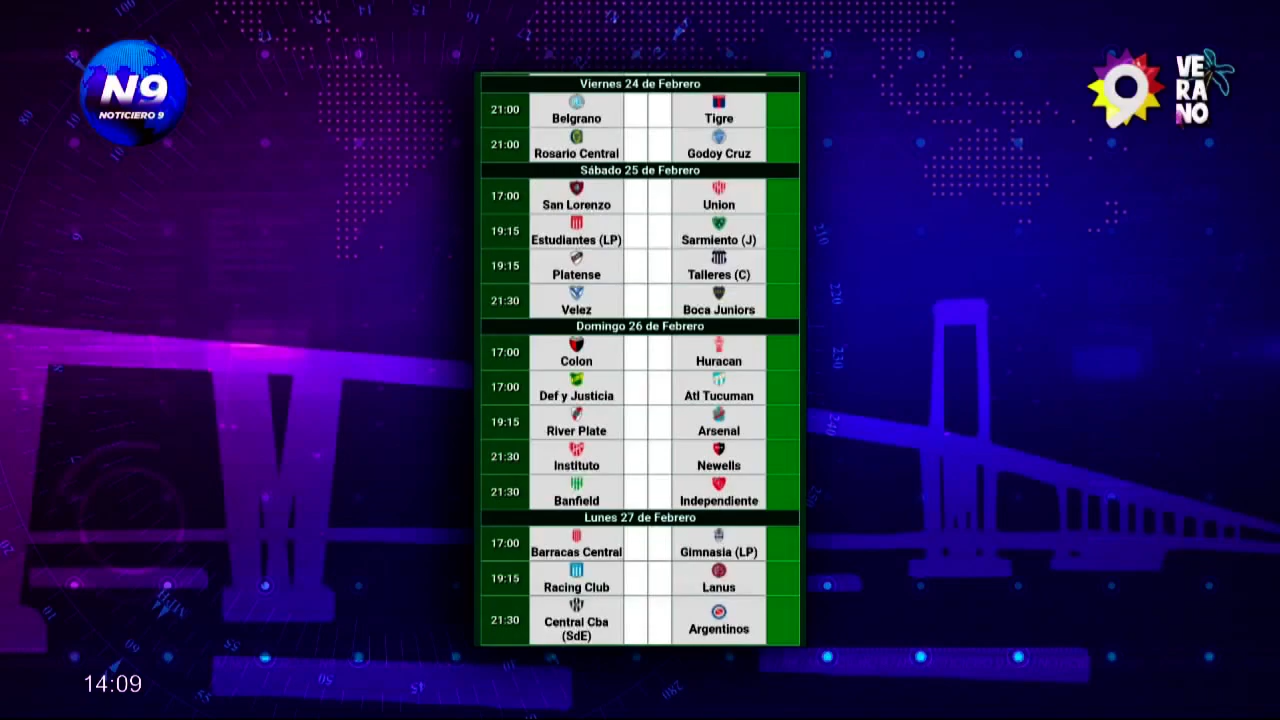 N9
NOTICIERO 9
VE
RA
NO
Viernes 24 de Febrero
21:00 Belgrano Tigre
21:00 Rosario Central Godoy Cruz
Sábado 25 de Febrero
17:00 San Lorenzo Union
19:15 Estudiantes (LP) Sarmiento (J)
19:15 Platense Talleres (C)
21:30 Velez Boca Juniors
Domingo 26 de Febrero
17:00 Colon Huracan
17:00 Def y Justicia Atl Tucuman
19:15 River Plate Arsenal
21:30 Instituto Newells
21:30 Banfield Independiente
Lunes 27 de Febrero
17:00 Barracas Central Gimnasia (LP)
19:15 Racing Club Lanus
21:30 Central Cba
(SdE) Argentinos
14:09